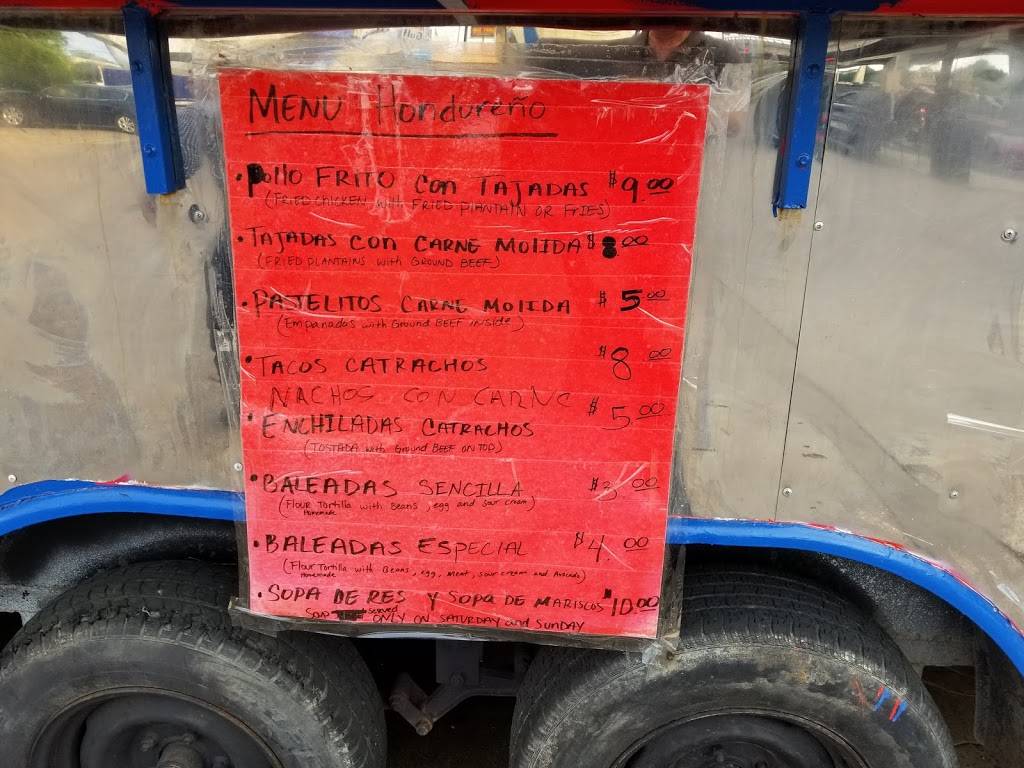 MENU Hondureño
• Pollo FRITO con TAJADAS $9.00
(FRIED CHICKEN with FRIED PLANTAIN OR FRIES)
• TAJADAS con CARNE MOLIDA $8.00
(FRIED PLANTAINS with GROUND BEEF)
• PASTELITOS CARNE MOLIDA $5.00
(Empanadas with Ground BEEF inside)
• TACOS CATRACHOS $8.00
NACHOS CON CARNE $5.00
• ENCHILADAS CATRACHOS
(TOSTADA with Ground BEEF ON TOP)
• BALEADAS SENCILLA $3.00
(Flour Tortilla with Beans, egg and sour cream)
Homemade
• BALEADAS ESPECIAL $4.00
(Flour Tortilla with Beans, egg, meat, sour cream and Avocado)
Homemade
• SOPA DE RES y SOPA DE MARISCOS $10.00
Soup served ONLY ON SATURDAY and SUNDAY